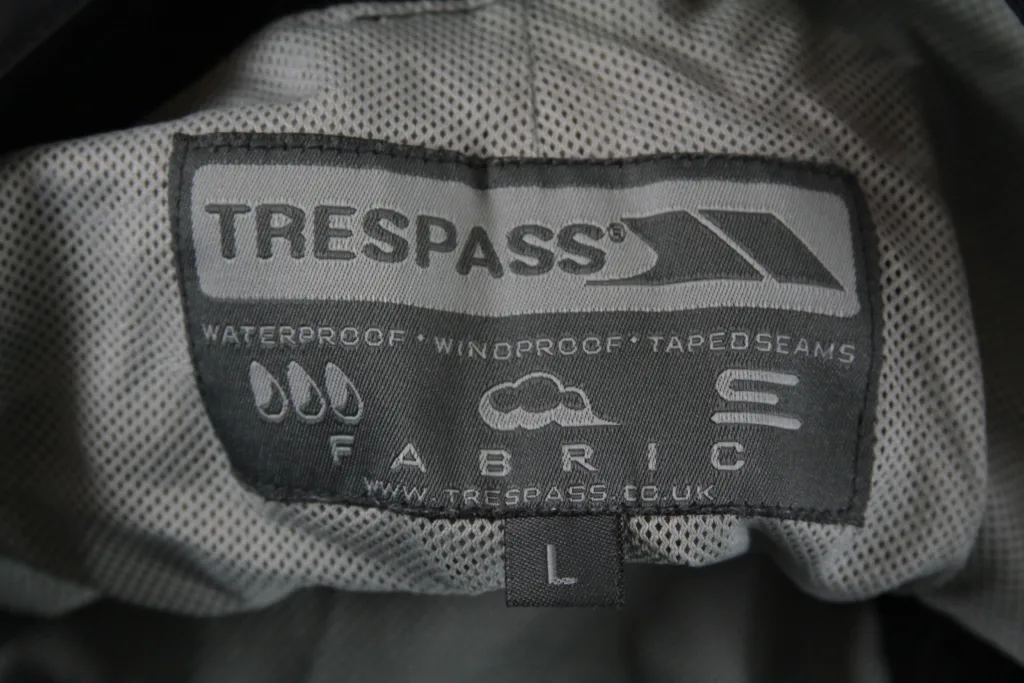 TRESPASS®
WATERPROOF • WINDPROOF • TAPEDSEAMS
FABRIC
WWW.TRESPASS.CO.UK
L